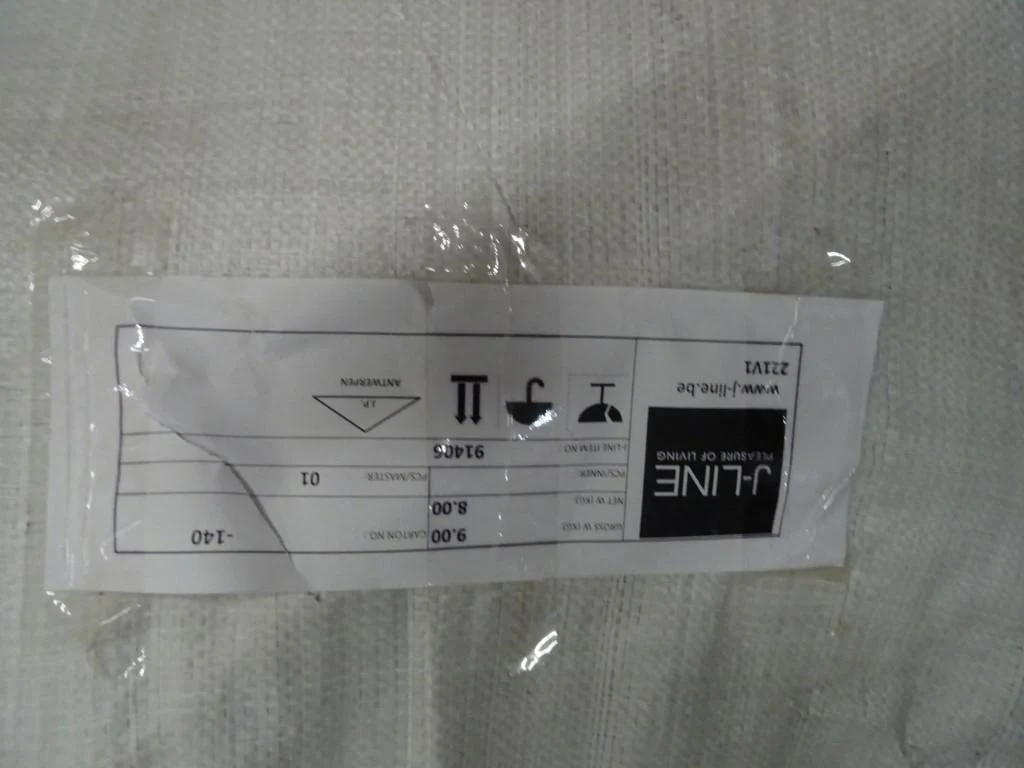 J-LINE
PLEASURE OF LIVING
www.j-line.be
221V1
GROSS W (KG): 9.00 CARTON NO.: -140
NET W (KG): 8.00
PCS/INNER: PCS/MASTER: 01
J-LINE ITEM NO.: 91406
J.P.
ANTWERPEN